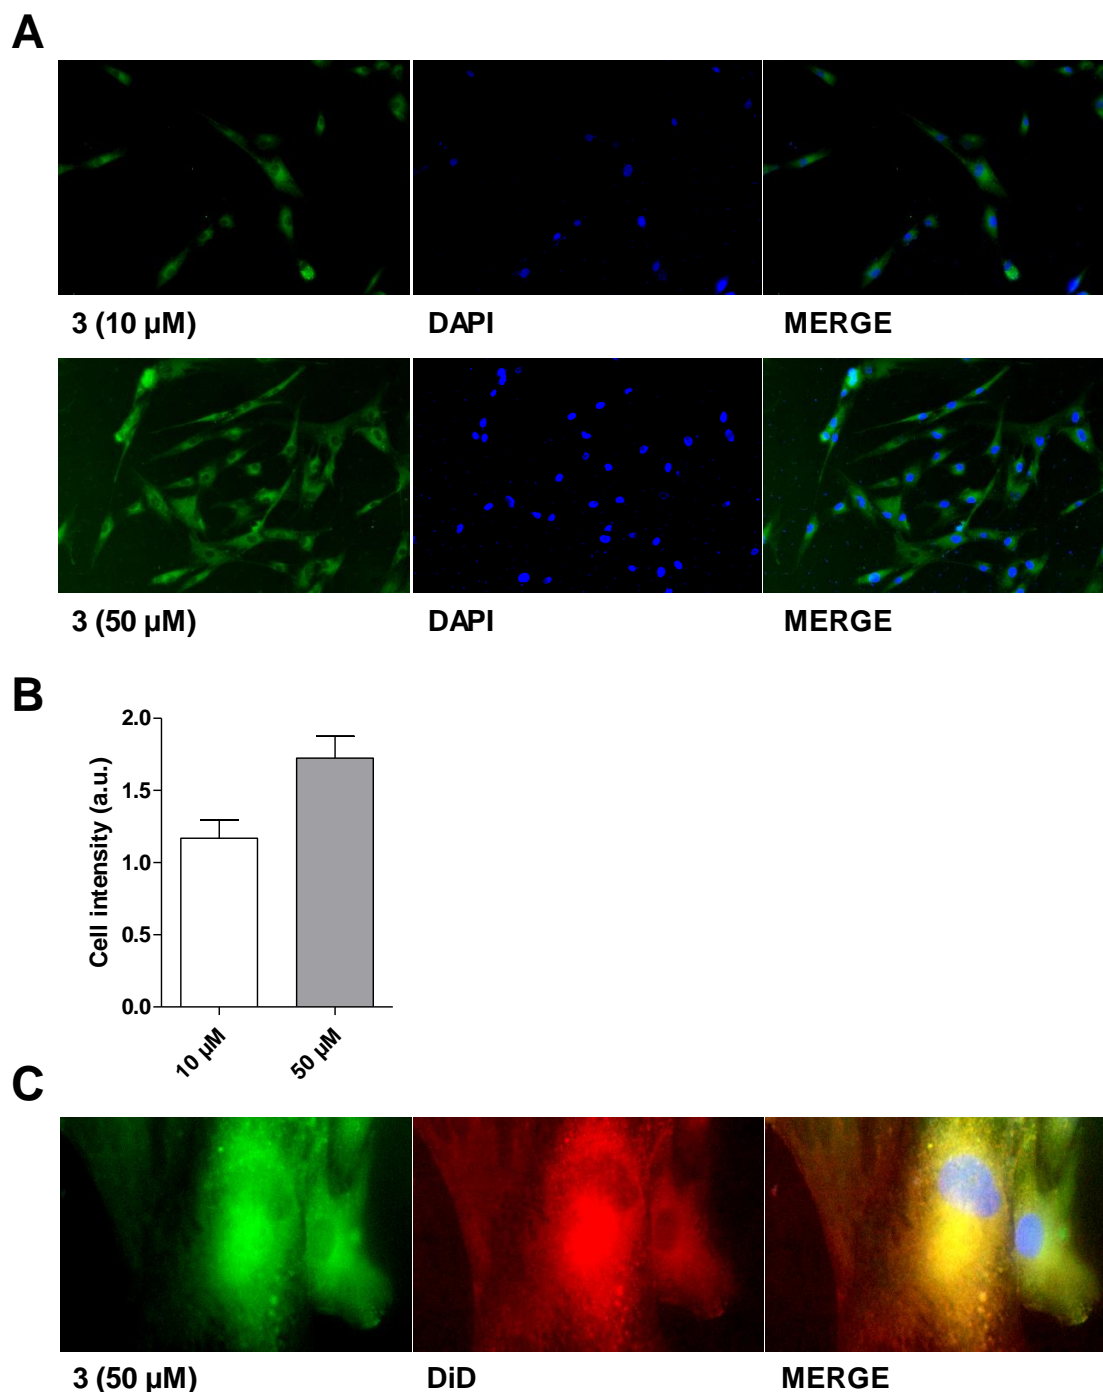 A
3 (10 µM) DAPI MERGE
3 (50 µM) DAPI MERGE
B
Cell intensity (a.u.)
2.0
1.5
1.0
0.5
0.0
10 µM 50 µM
C
3 (50 µM) DiD MERGE